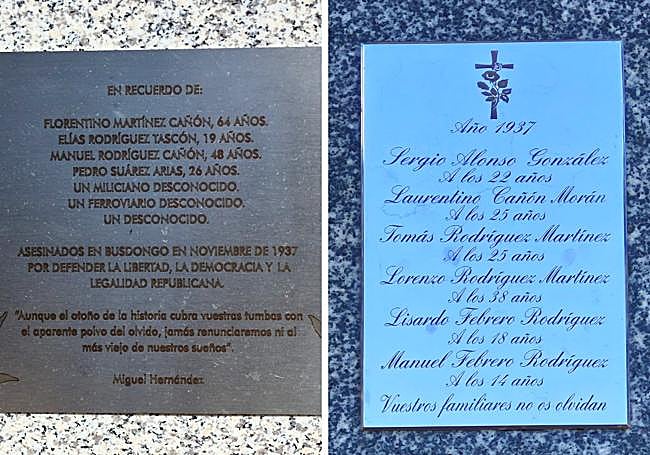 EN RECUERDO DE:
FLORENTINO MARTÍNEZ CAÑÓN, 64 AÑOS.
ELÍAS RODRÍGUEZ TASCÓN, 19 AÑOS.
MANUEL RODRÍGUEZ CAÑÓN, 48 AÑOS.
PEDRO SUÁREZ ARIAS, 26 AÑOS.
UN MILICIANO DESCONOCIDO.
UN FERROVIARIO DESCONOCIDO.
UN DESCONOCIDO.
ASESINADOS EN BUSDONGO EN NOVIEMBRE DE 1937
POR DEFENDER LA LIBERTAD, LA DEMOCRACIA Y LA
LEGALIDAD REPUBLICANA.
"Aunque el otoño de la historia cubra vuestras tumbas con
el aparente polvo del olvido, jamás renunciaremos ni al
más viejo de nuestros sueños".
Miguel Hernández
Año 1937
Sergio Alonso González
A los 22 años
Laurentino Cañón Morán
A los 25 años
Tomás Rodríguez Martínez
A los 25 años
Lorenzo Rodríguez Martínez
A los 38 años
Lisardo Febrero Rodríguez
A los 18 años
Manuel Febrero Rodríguez
A los 14 años
Vuestros familiares no os olvidan